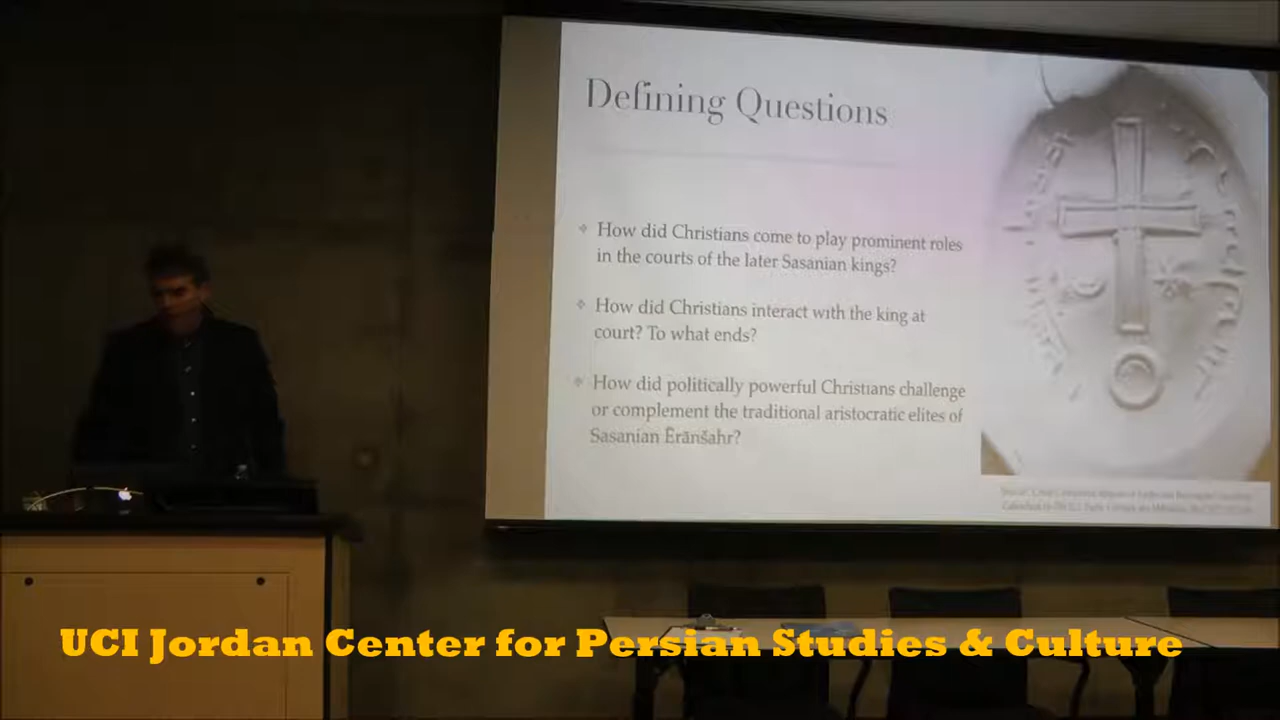 Defining Questions
How did Christians come to play prominent roles
in the courts of the later Sasanian kings?
How did Christians interact with the king at
court? To what ends?
How did politically powerful Christians challenge
or complement the traditional aristocratic elites of
Sasanian Ērānšahr?
UCI Jordan Center for Persian Studies & Culture